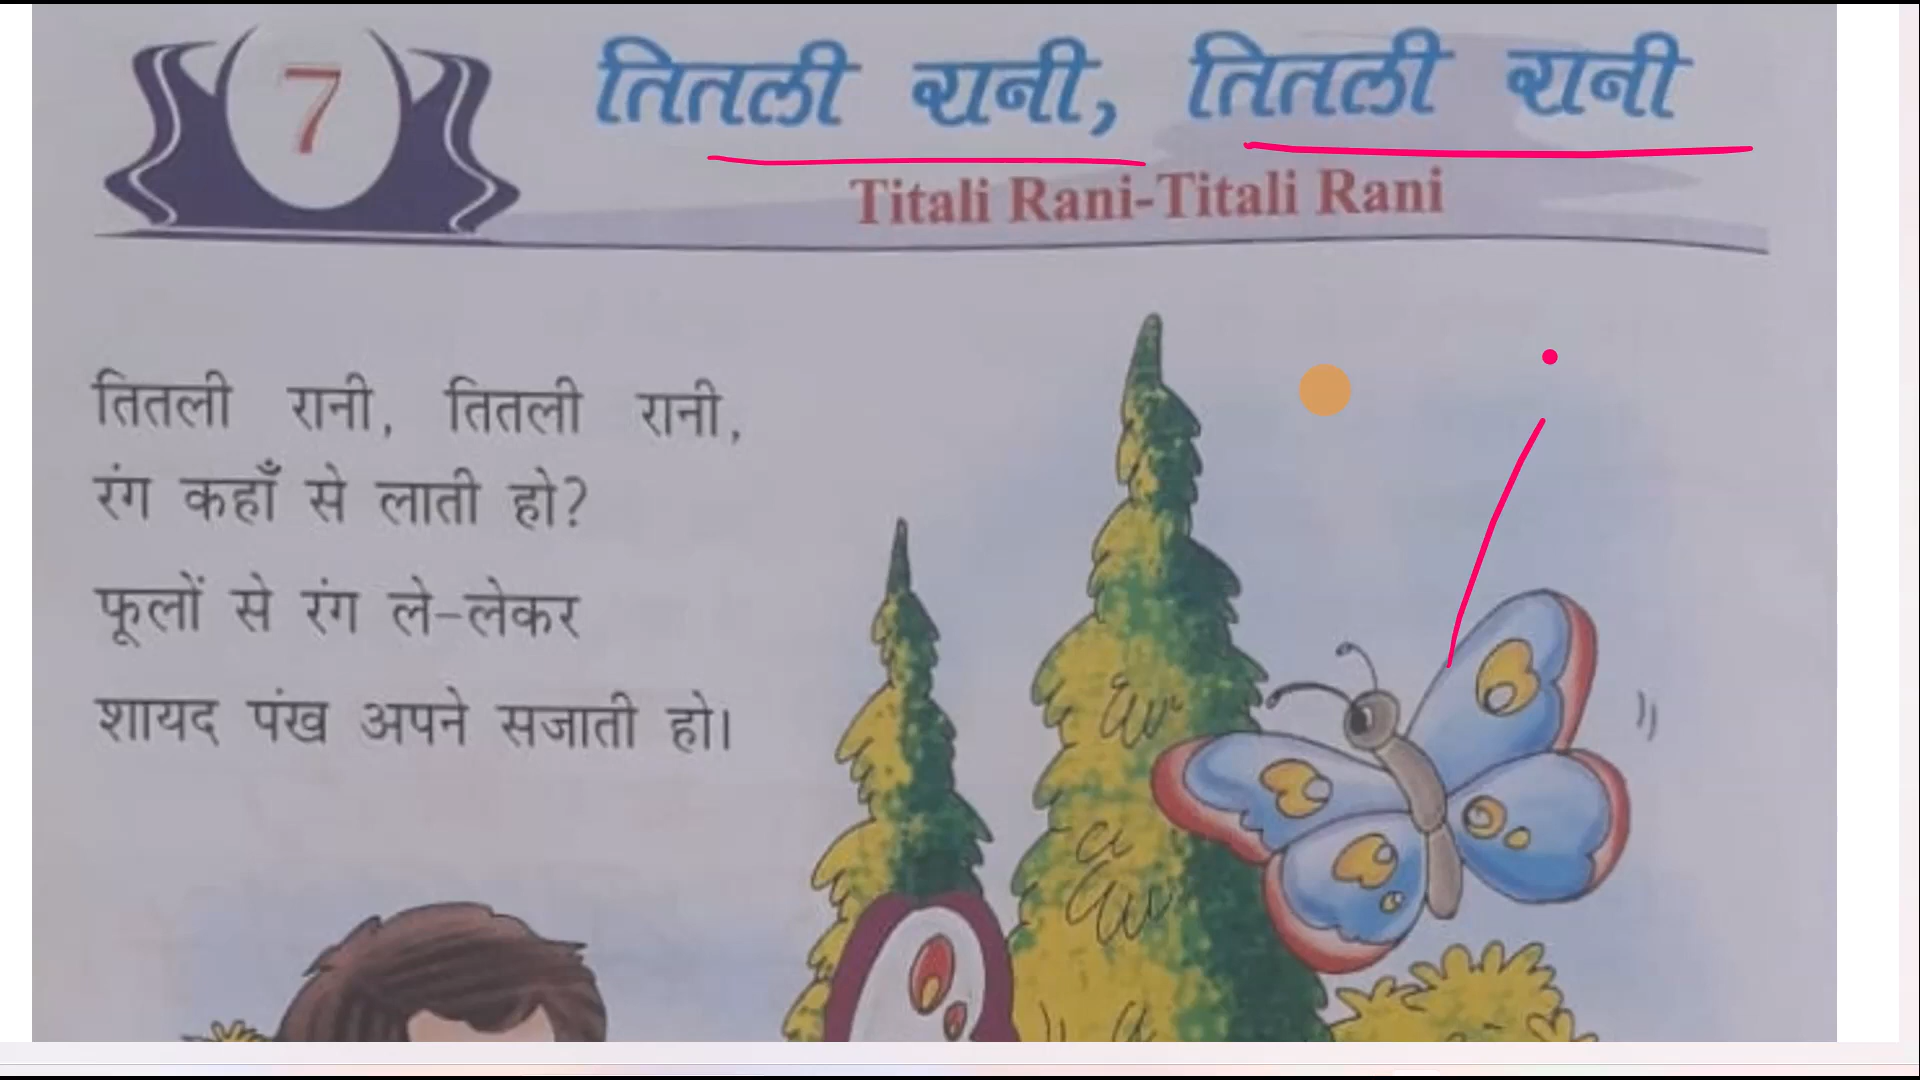 7
तितली रानी, तितली रानी
Titali Rani-Titali Rani
तितली रानी, तितली रानी,
रंग कहाँ से लाती हो?
फूलों से रंग ले-लेकर
शायद पंख अपने सजाती हो।